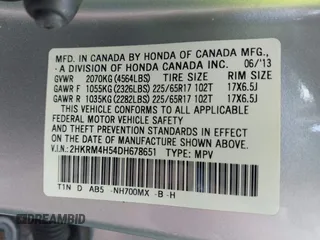 MFD. IN CANADA BY HONDA OF CANADA MFG.,
- A DIVISION OF HONDA CANADA INC. 06/'13
GVWR 2070KG (4564LBS) TIRE SIZE RIM SIZE
GAWR F 1055KG (2326LBS) 225/65R17 102T 17X6.5J
GAWR R 1035KG (2282LBS) 225/65R17 102T 17X6.5J
THIS VEHICLE CONFORMS TO ALL APPLICABLE
FEDERAL MOTOR VEHICLE SAFETY AND THEFT
PREVENTION STANDARDS IN EFFECT ON THE DATE
OF MANUFACTURE SHOWN ABOVE.
V.I.N.: 2HKRM4H54DH678651 TYPE: MPV
T1N D AB5 -NH700MX -B -H
DREAMBID